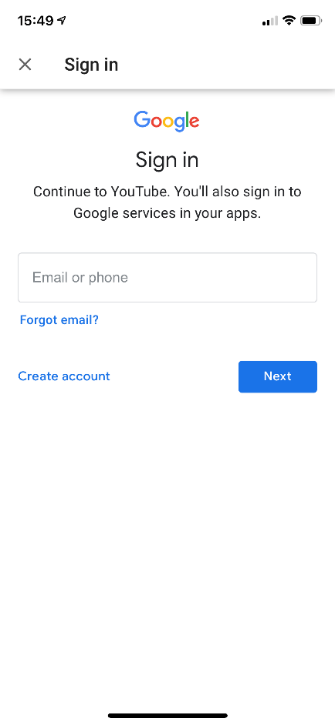 15:49
Sign in
Google
Sign in
Continue to YouTube. You'll also sign in to
Google services in your apps.
Email or phone
Forgot email?
Create account
Next